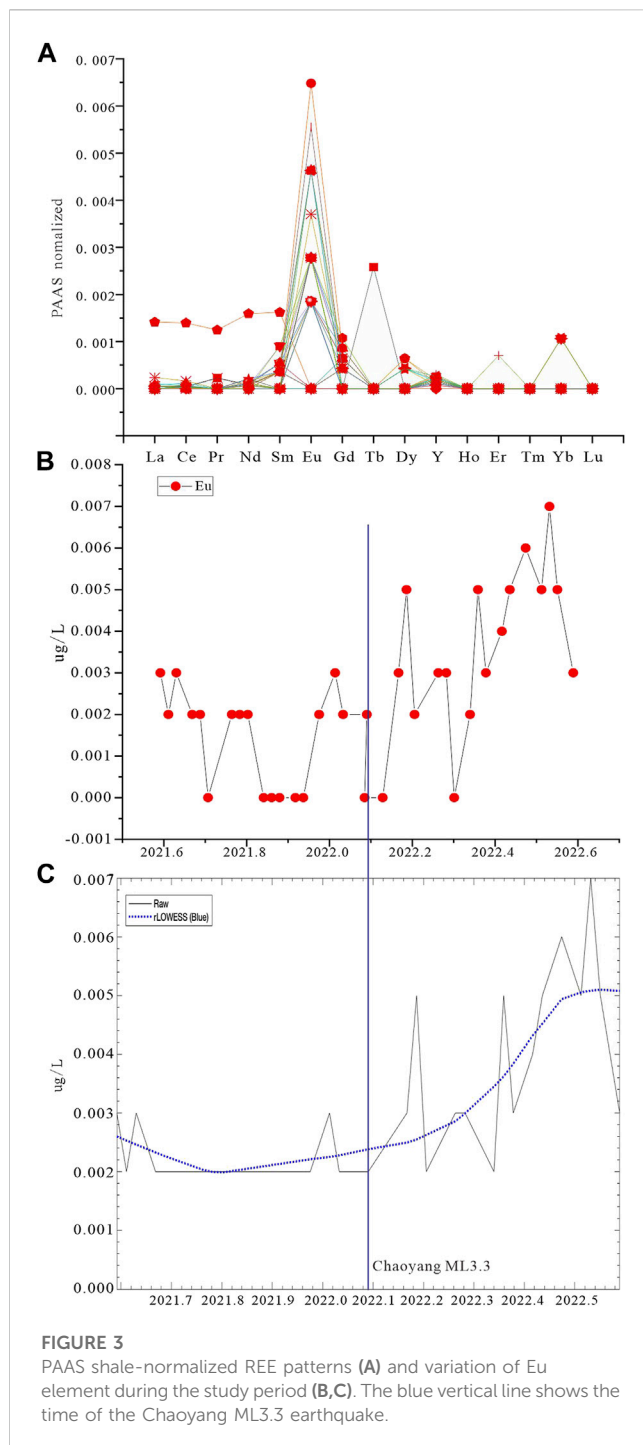 A
0. 007
0. 006
0. 005
0. 004
0. 003
0. 002
0. 001
0. 000
PAAS nomalized
La Ce Pr Nd Sm Eu Gd Tb Dy Y Ho Er Tm Yb Lu
B
0.008
0.007
0.006
0.005
0.004
0.003
0.002
0.001
0.000
-0.001
ug/L
Eu
2021.6 2021.8 2022.0 2022.2 2022.4 2022.6
C
0.007
0.006
0.005
0.004
0.003
0.002
0.001
0.000
ug/L
Raw
rLOWESS (Blue)
Chaoyang ML3.3
2021.7 2021.8 2021.9 2022.0 2022.1 2022.2 2022.3 2022.4 2022.5
FIGURE 3
PAAS shale-normalized REE patterns (A) and variation of Eu
element during the study period (B,C). The blue vertical line shows the
time of the Chaoyang ML3.3 earthquake.